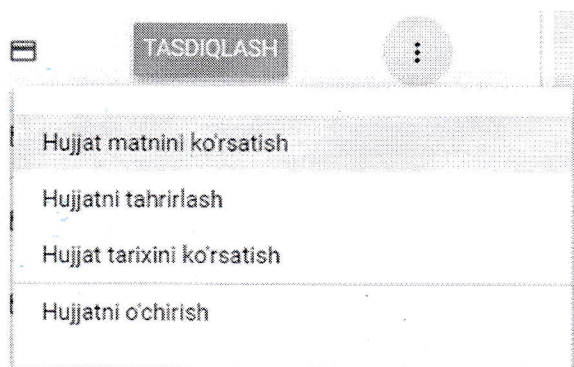 TASDIQLASH
Hujjat matnini ko'rsatish
Hujjatni tahrirlash
Hujjat tarixini ko'rsatish
Hujjatni o'chirish